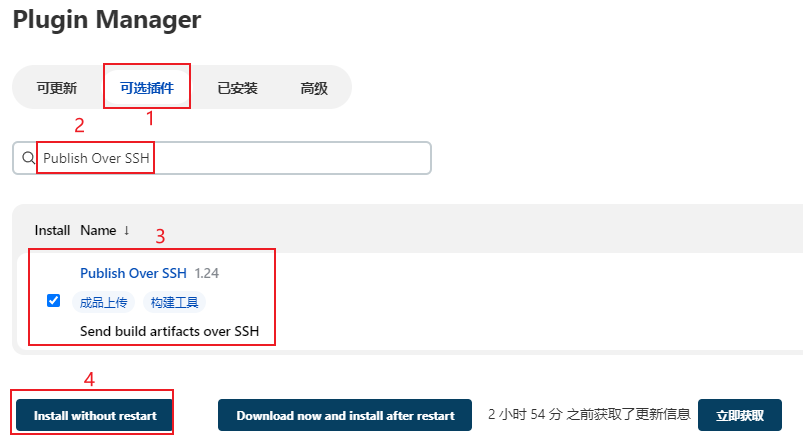 Plugin Manager
可更新 可选插件 已安装 高级
1
2
Publish Over SSH
Install Name ↓
3
Publish Over SSH 1.24
成品上传 构建工具
Send build artifacts over SSH
4
Install without restart Download now and install after restart 2 小时 54 分 之前获取了更新信息 立即获取